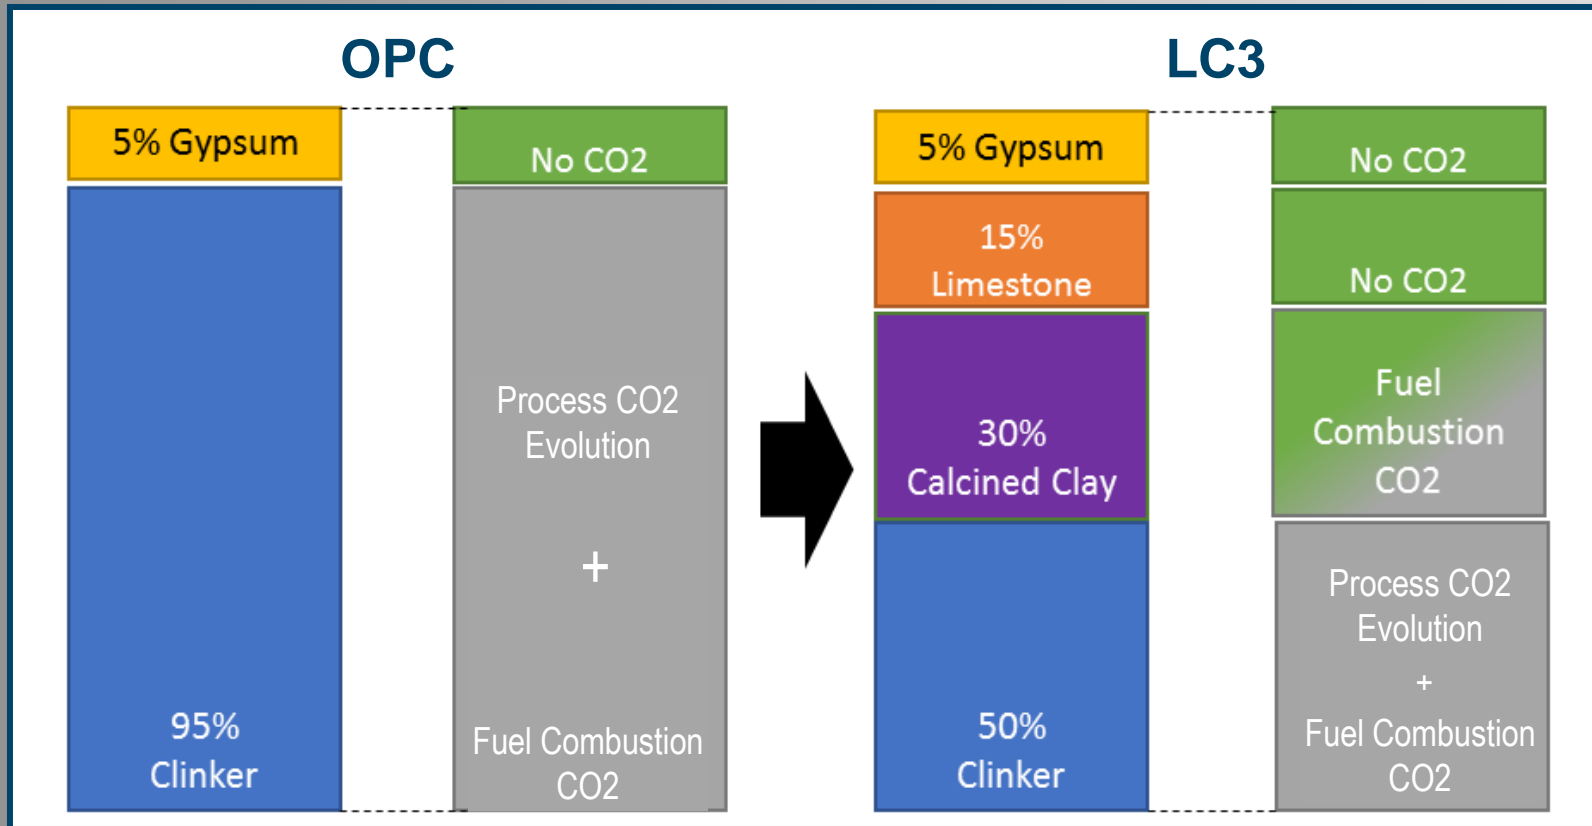 OPC
5% Gypsum
95%
Clinker
No CO2
Process CO2
Evolution
+
Fuel Combustion
CO2
LC3
5% Gypsum
15%
Limestone
30%
Calcined Clay
50%
Clinker
No CO2
No CO2
Fuel
Combustion
CO2
Process CO2
Evolution
+
Fuel Combustion
CO2